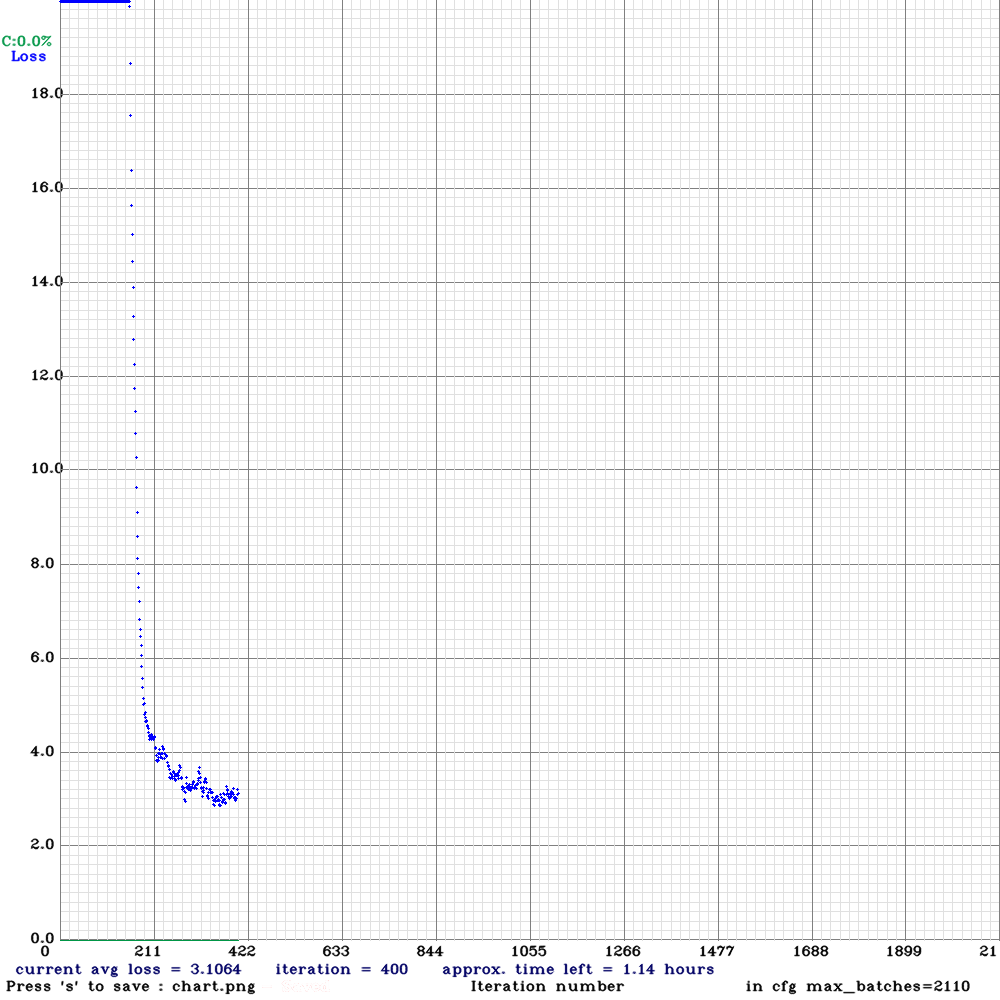 C:0.0%
Loss
18.0
16.0
14.0
12.0
10.0
8.0
6.0
4.0
2.0
0.0
0 211 422 633 844 1055 1266 1477 1688 1899 21
current avg loss = 3.1064 iteration = 400 approx. time left = 1.14 hours
Press 's' to save : chart.png Iteration number in cfg max_batches=2110